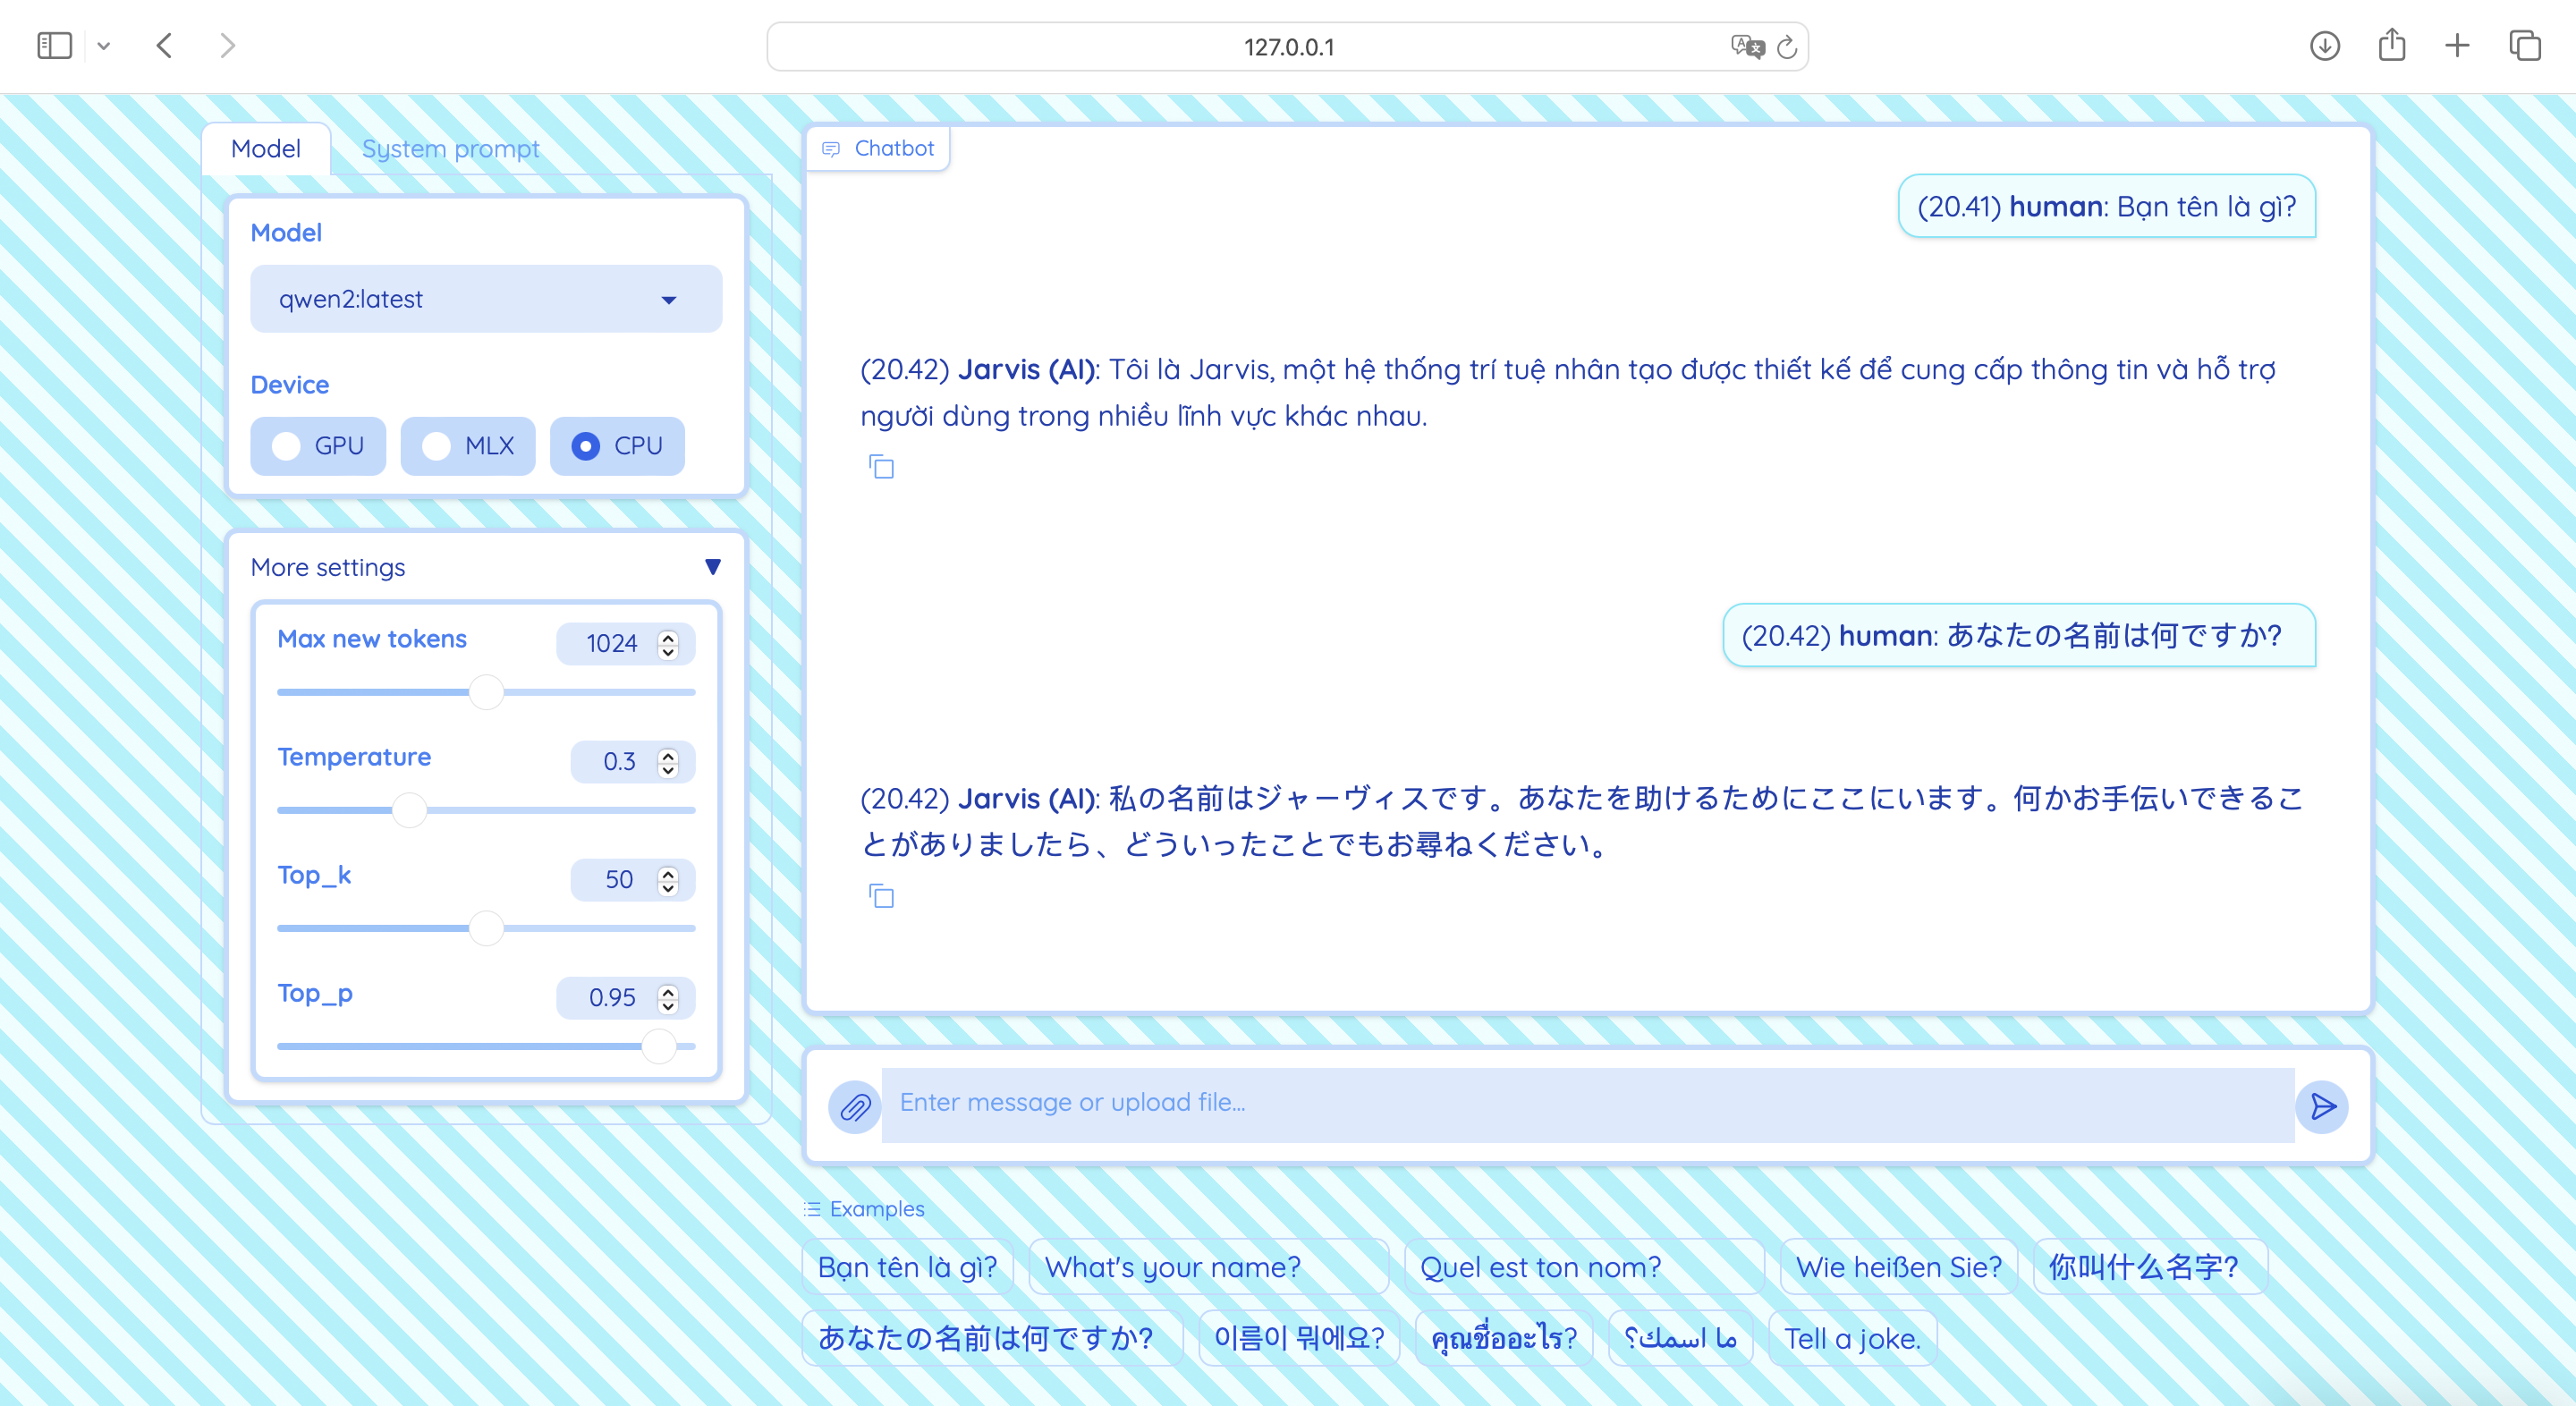 127.0.0.1
Model
System prompt
Model
qwen2:latest
Device
GPU
MLX
CPU
More settings
Max new tokens
1024
Temperature
0.3
Top_k
50
Top_p
0.95
Chatbot
(20.41) human: Bạn tên là gì?
(20.42) Jarvis (AI): Tôi là Jarvis, một hệ thống trí tuệ nhân tạo được thiết kế để cung cấp thông tin và hỗ trợ
người dùng trong nhiều lĩnh vực khác nhau.
(20.42) human: あなたの名前は何ですか?
(20.42) Jarvis (AI): 私の名前はジャーヴィスです。あなたを助けるためにここにいます。何かお手伝いできるこ
とがありましたら、どういったことでもお尋ねください。
Enter message or upload file...
Examples
Bạn tên là gì?
What's your name?
Quel est ton nom?
Wie heißen Sie?
你叫什么名字?
あなたの名前は何ですか?
이름이 뭐에요?
คุณชื่ออะไร?
ما اسمك؟
Tell a joke.